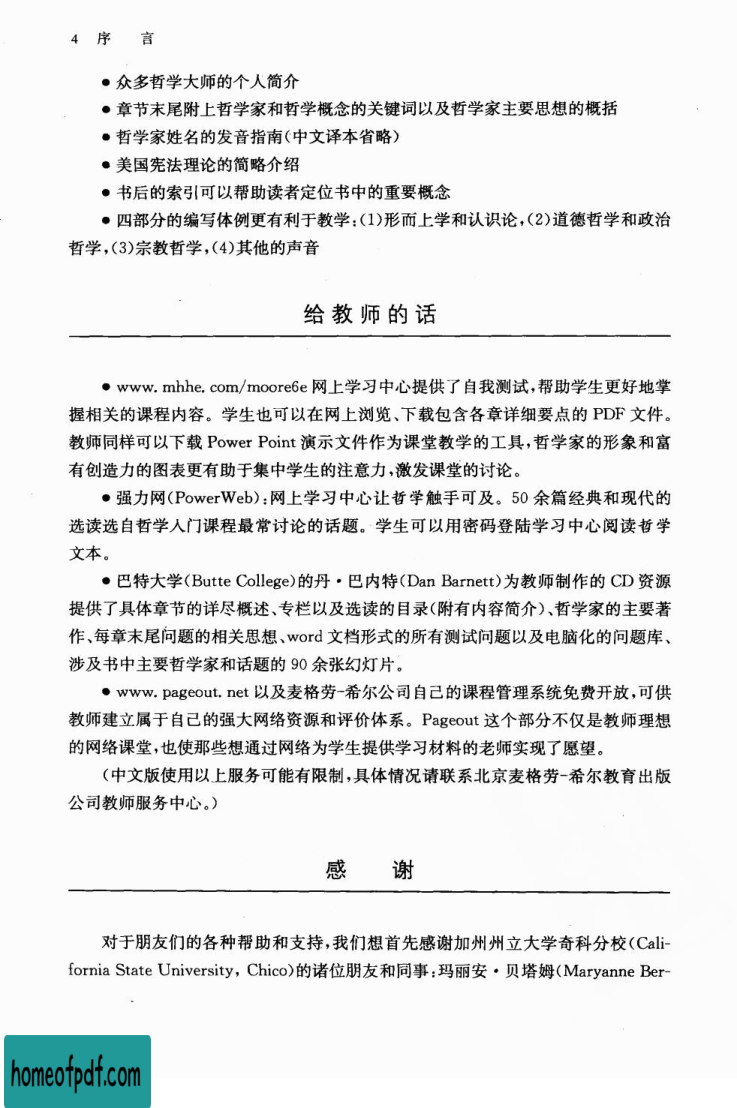 4 序 言
●众多哲学大师的个人简介
●章节末尾附上哲学家和哲学概念的关键词以及哲学家主要思想的概括
●哲学家姓名的发音指南(中文译本省略)
●美国宪法理论的简略介绍
●书后的索引可以帮助读者定位书中的重要概念
●四部分的编写体例更有利于教学:(1)形而上学和认识论,(2)道德哲学和政治
哲学,(3)宗教哲学,(4)其他的声音
给教师的话
●www. mhhe. com/moore6e 网上学习中心提供了自我测试,帮助学生更好地掌
握相关的课程内容。学生也可以在网上浏览、下载包含各章详细要点的 PDF 文件。
教师同样可以下载 Power Point 演示文件作为课堂教学的工具,哲学家的形象和富
有创造力的图表更有助于集中学生的注意力,激发课堂的讨论。
●强力网(PowerWeb):网上学习中心让哲学触手可及。50 余篇经典和现代的
选读选自哲学入门课程最常讨论的话题。学生可以用密码登陆学习中心阅读哲学
文本。
●巴特大学(Butte College)的丹·巴内特(Dan Barnett)为教师制作的 CD 资源
提供了具体章节的详尽概述、专栏以及选读的目录(附有内容简介)、哲学家的主要著
作、每章末尾问题的相关思想、word 文档形式的所有测试问题以及电脑化的问题库、
涉及书中主要哲学家和话题的 90 余张幻灯片。
●www. pageout. net 以及麦格劳-希尔公司自己的课程管理系统免费开放,可供
教师建立属于自己的强大网络资源和评价体系。Pageout 这个部分不仅是教师理想
的网络课堂,也使那些想通过网络为学生提供学习材料的老师实现了愿望。
(中文版使用以上服务可能有限制,具体情况请联系北京麦格劳-希尔教育出版
公司教师服务中心。)
感 谢
对于朋友们的各种帮助和支持,我们想首先感谢加州州立大学奇科分校(Cali-
fornia State University, Chico)的诸位朋友和同事:玛丽安·贝塔姆(Maryanne Ber-
homeofpdf.com